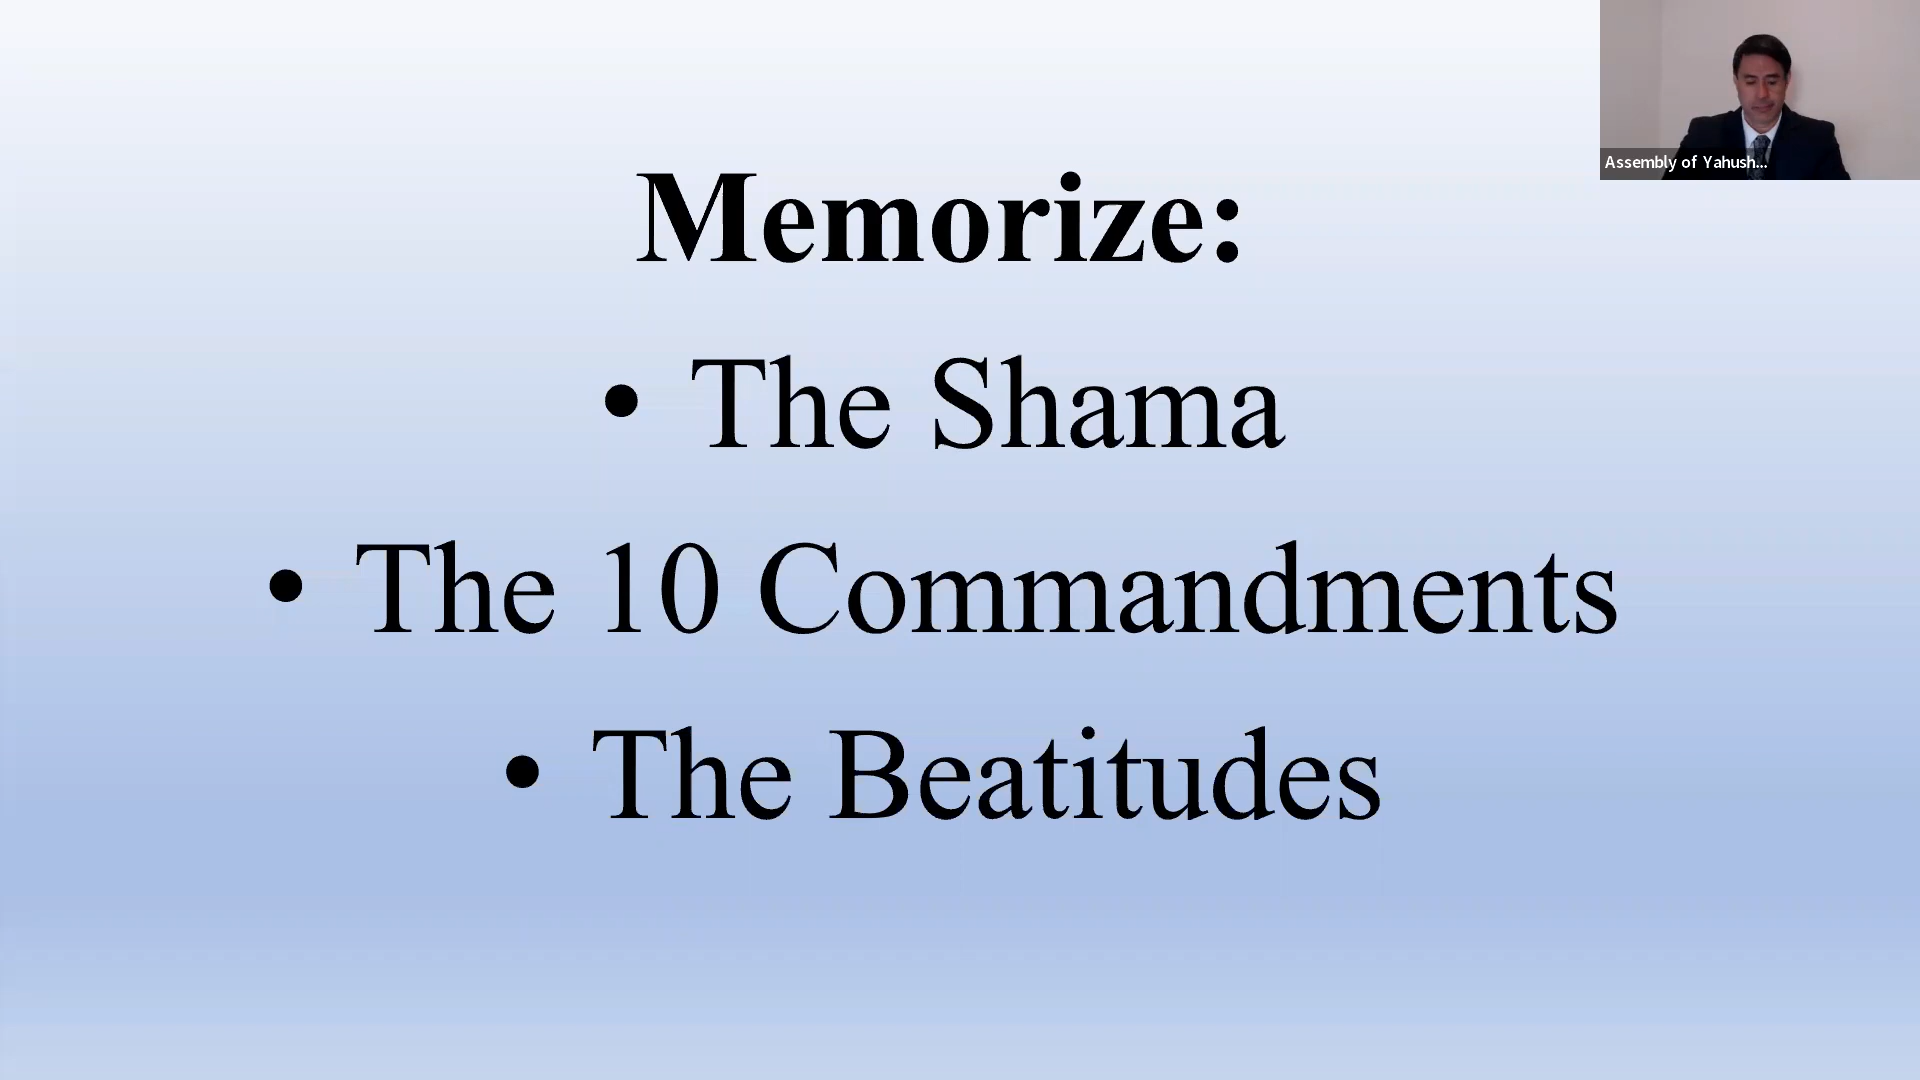 Assembly of Yahush...
Memorize:
• The Shama
• The 10 Commandments
• The Beatitudes